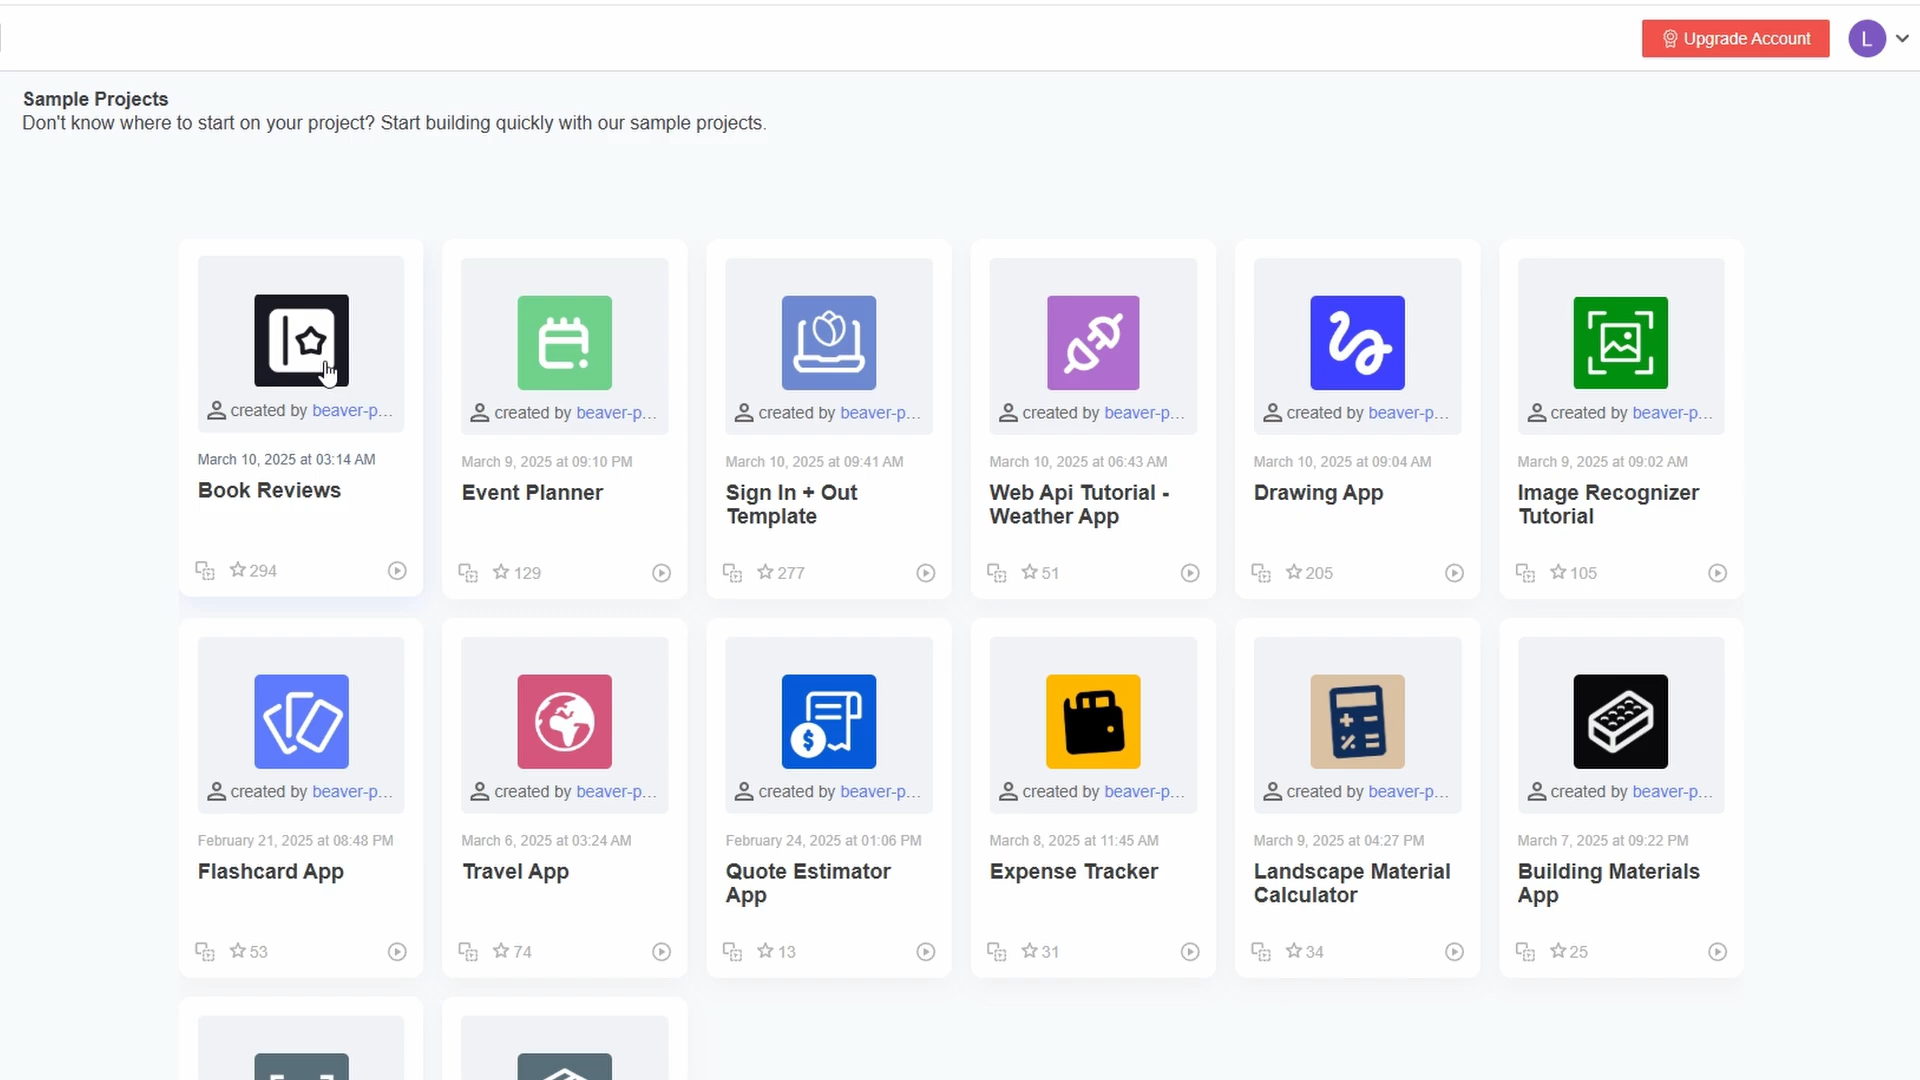 Upgrade Account
L
Sample Projects
Don't know where to start on your project? Start building quickly with our sample projects.
created by beaver-p...
March 10, 2025 at 03:14 AM
Book Reviews
294
created by beaver-p...
March 9, 2025 at 09:10 PM
Event Planner
129
created by beaver-p...
March 10, 2025 at 09:41 AM
Sign In + Out
Template
277
created by beaver-p...
March 10, 2025 at 06:43 AM
Web Api Tutorial -
Weather App
51
created by beaver-p...
March 10, 2025 at 09:04 AM
Drawing App
205
created by beaver-p...
March 9, 2025 at 09:02 AM
Image Recognizer
Tutorial
105
created by beaver-p...
February 21, 2025 at 08:48 PM
Flashcard App
53
created by beaver-p...
March 6, 2025 at 03:24 AM
Travel App
74
$
created by beaver-p...
February 24, 2025 at 01:06 PM
Quote Estimator
App
13
created by beaver-p...
March 8, 2025 at 11:45 AM
Expense Tracker
31
created by beaver-p...
March 9, 2025 at 04:27 PM
Landscape Material
Calculator
34
created by beaver-p...
March 7, 2025 at 09:22 PM
Building Materials
App
25